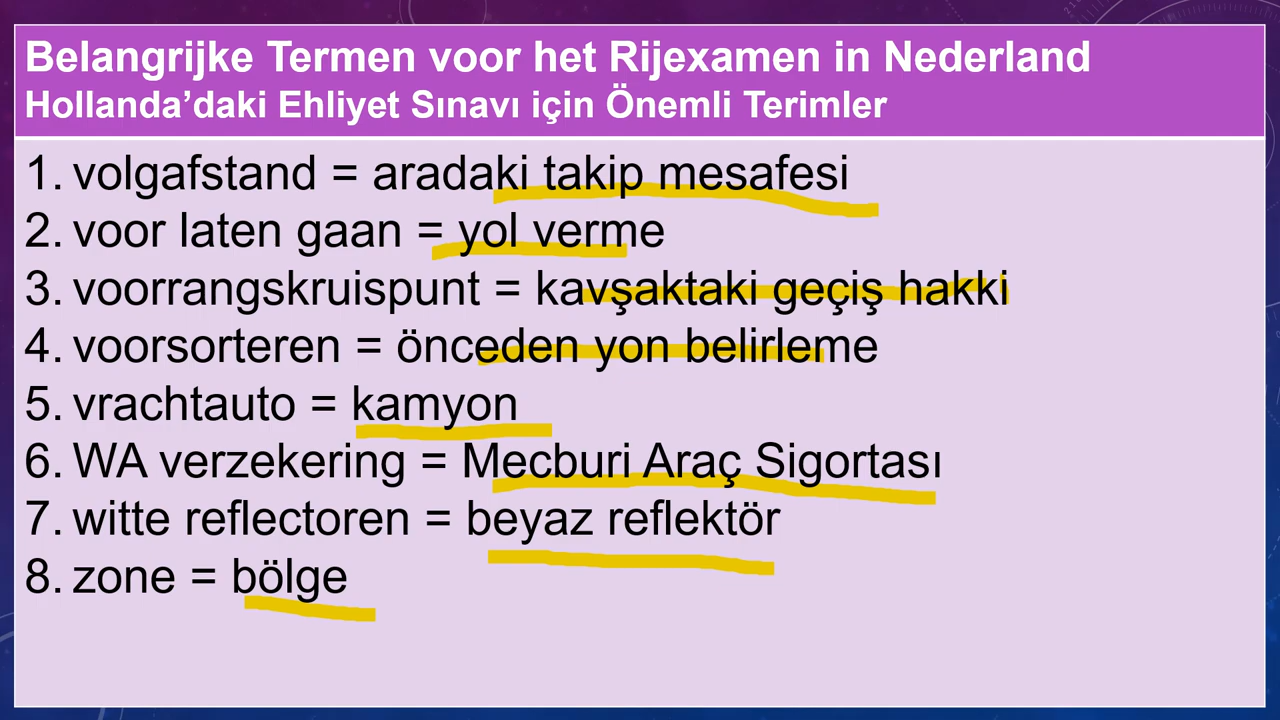 Belangrijke Termen voor het Rijexamen in Nederland
Hollanda’daki Ehliyet Sınavı için Önemli Terimler
1. volgafstand = aradaki takip mesafesi
2. voor laten gaan = yol verme
3. voorrangskruispunt = kavşaktaki geçiş hakki
4. voorsorteren = önceden yon belirleme
5. vrachtauto = kamyon
6. WA verzekering = Mecburi Araç Sigortası
7. witte reflectoren = beyaz reflektör
8. zone = bölge